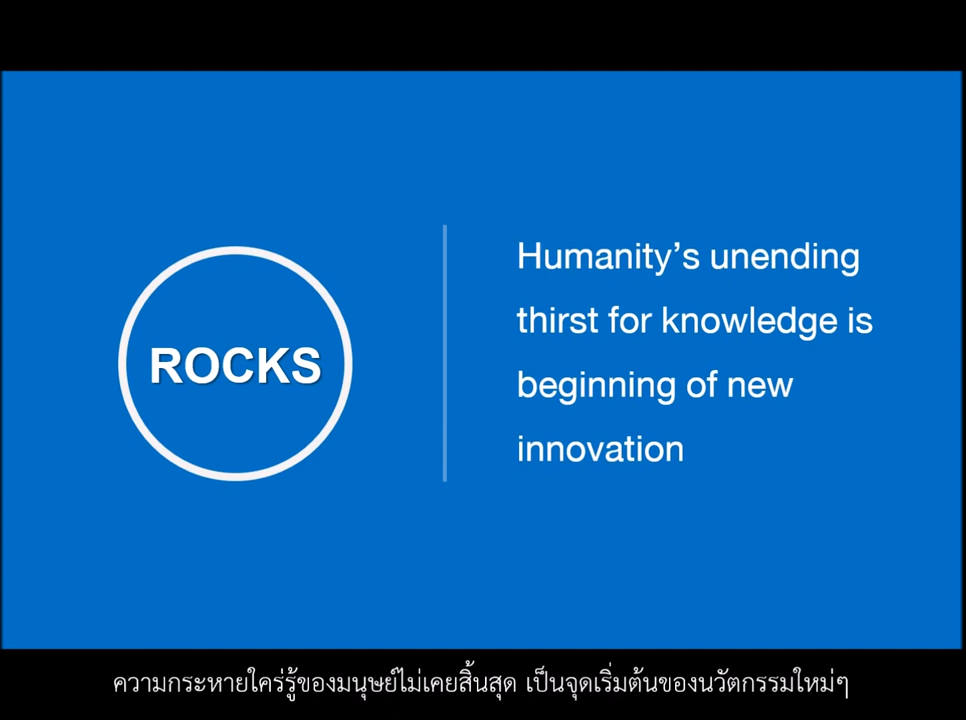 ROCKS
Humanity’s unending
thirst for knowledge is
beginning of new
innovation
ความกระหายใคร่รู้ของมนุษย์ไม่เคยสิ้นสุด เป็นจุดเริ่มต้นของนวัตกรรมใหม่ๆ